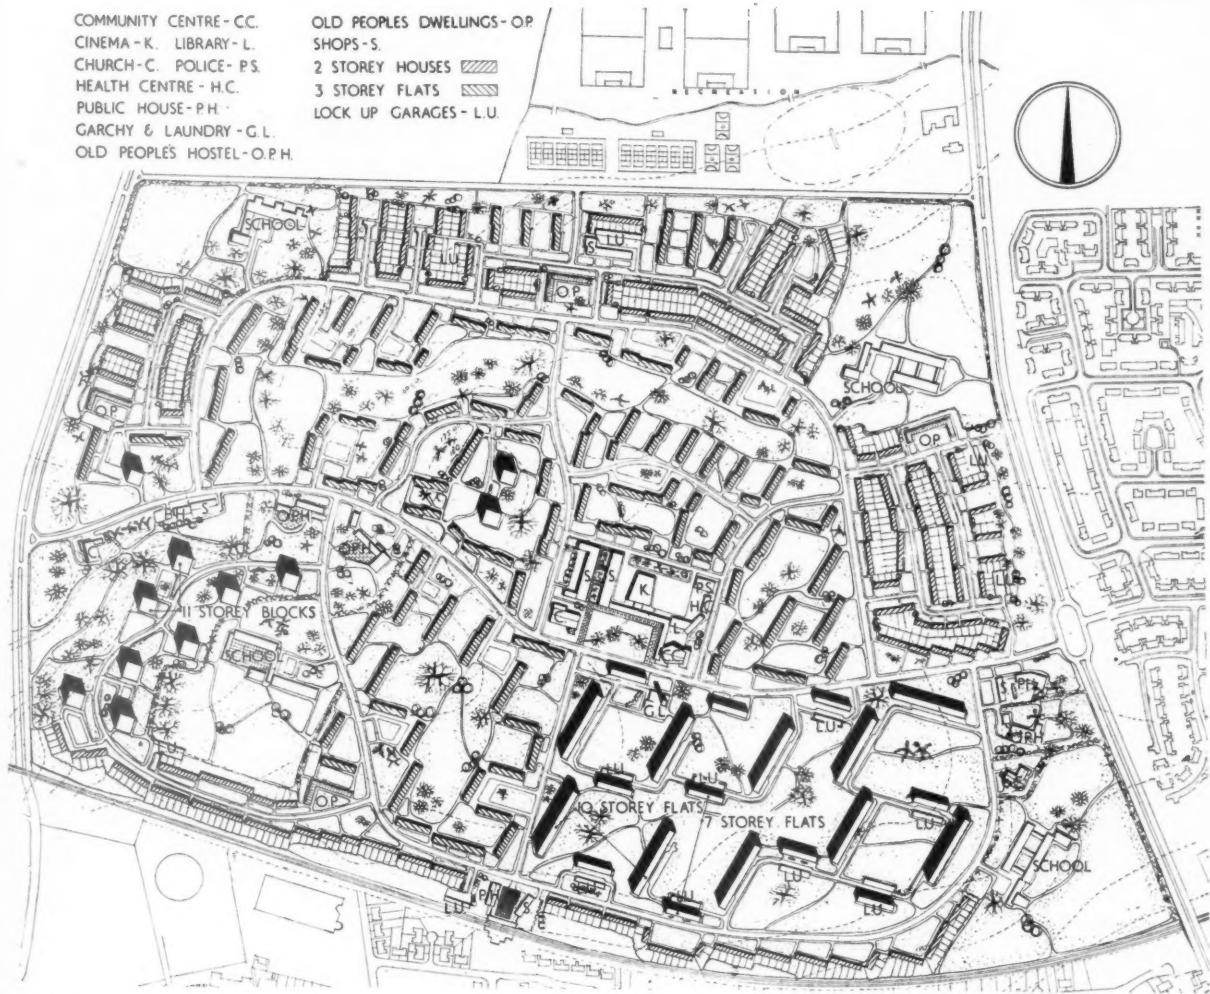 COMMUNITY CENTRE - C.C.
CINEMA - K. LIBRARY - L.
CHURCH - C. POLICE - P.S.
HEALTH CENTRE - H.C.
PUBLIC HOUSE - P.H.
GARCHY & LAUNDRY - G.L.
OLD PEOPLE'S HOSTEL - O.P.H.
OLD PEOPLES DWELLINGS - O.P.
SHOPS - S.
2 STOREY HOUSES
3 STOREY FLATS
LOCK UP GARAGES - L.U.
RECREATION
SCHOOL
S
L.U.
L.U.
O.P.
SCHOOL
O.P.
O.P.
L.U.
S
O.P.H.
O.P.H.
S. S.
K
P.
H.
L.U.
11 STOREY BLOCKS
L
C
SCHOOL
S
P.H.
G.L.
L.U.
L.U.
L.U.
10 STOREY FLATS
7 STOREY FLATS
L.U.
O.P.
SCHOOL
L.U.
L.U.
L.U.
L.U.
P.H.
S